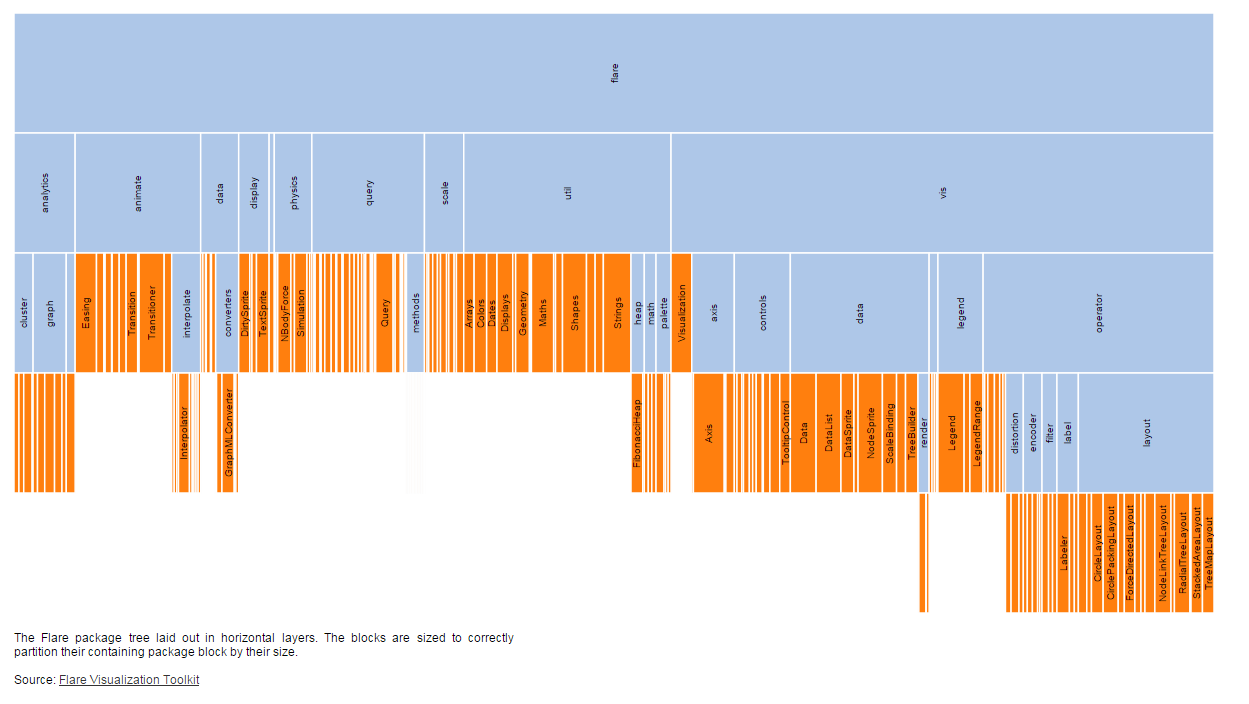 flare
analytics
animate
data
display
physics
query
scale
util
vis
cluster
graph
Easing
Transition
Transitioner
interpolate
converters
DirtySprite
TextSprite
NBodyForce
Simulation
Query
methods
Arrays
Colors
Dates
Displays
Geometry
Maths
Shapes
Strings
heap
math
palette
Visualization
axis
controls
data
legend
operator
Interpolator
GraphMLConverter
FibonacciHeap
Axis
TooltipControl
Data
DataList
DataSprite
NodeSprite
ScaleBinding
TreeBuilder
render
Legend
LegendRange
distortion
encoder
filter
label
layout
Labeler
CircleLayout
CirclePackingLayout
ForceDirectedLayout
NodeLinkTreeLayout
RadialTreeLayout
StackedAreaLayout
TreeMapLayout
The Flare package tree laid out in horizontal layers. The blocks are sized to correctly
partition their containing package block by their size.
Source: Flare Visualization Toolkit